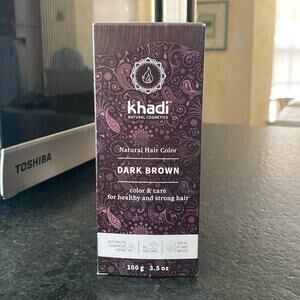 khadi
NATURAL COSMETICS
Natural Hair Color
DARK BROWN
color & care
for healthy and strong hair
100 g 3.5 oz
TOSHIBA